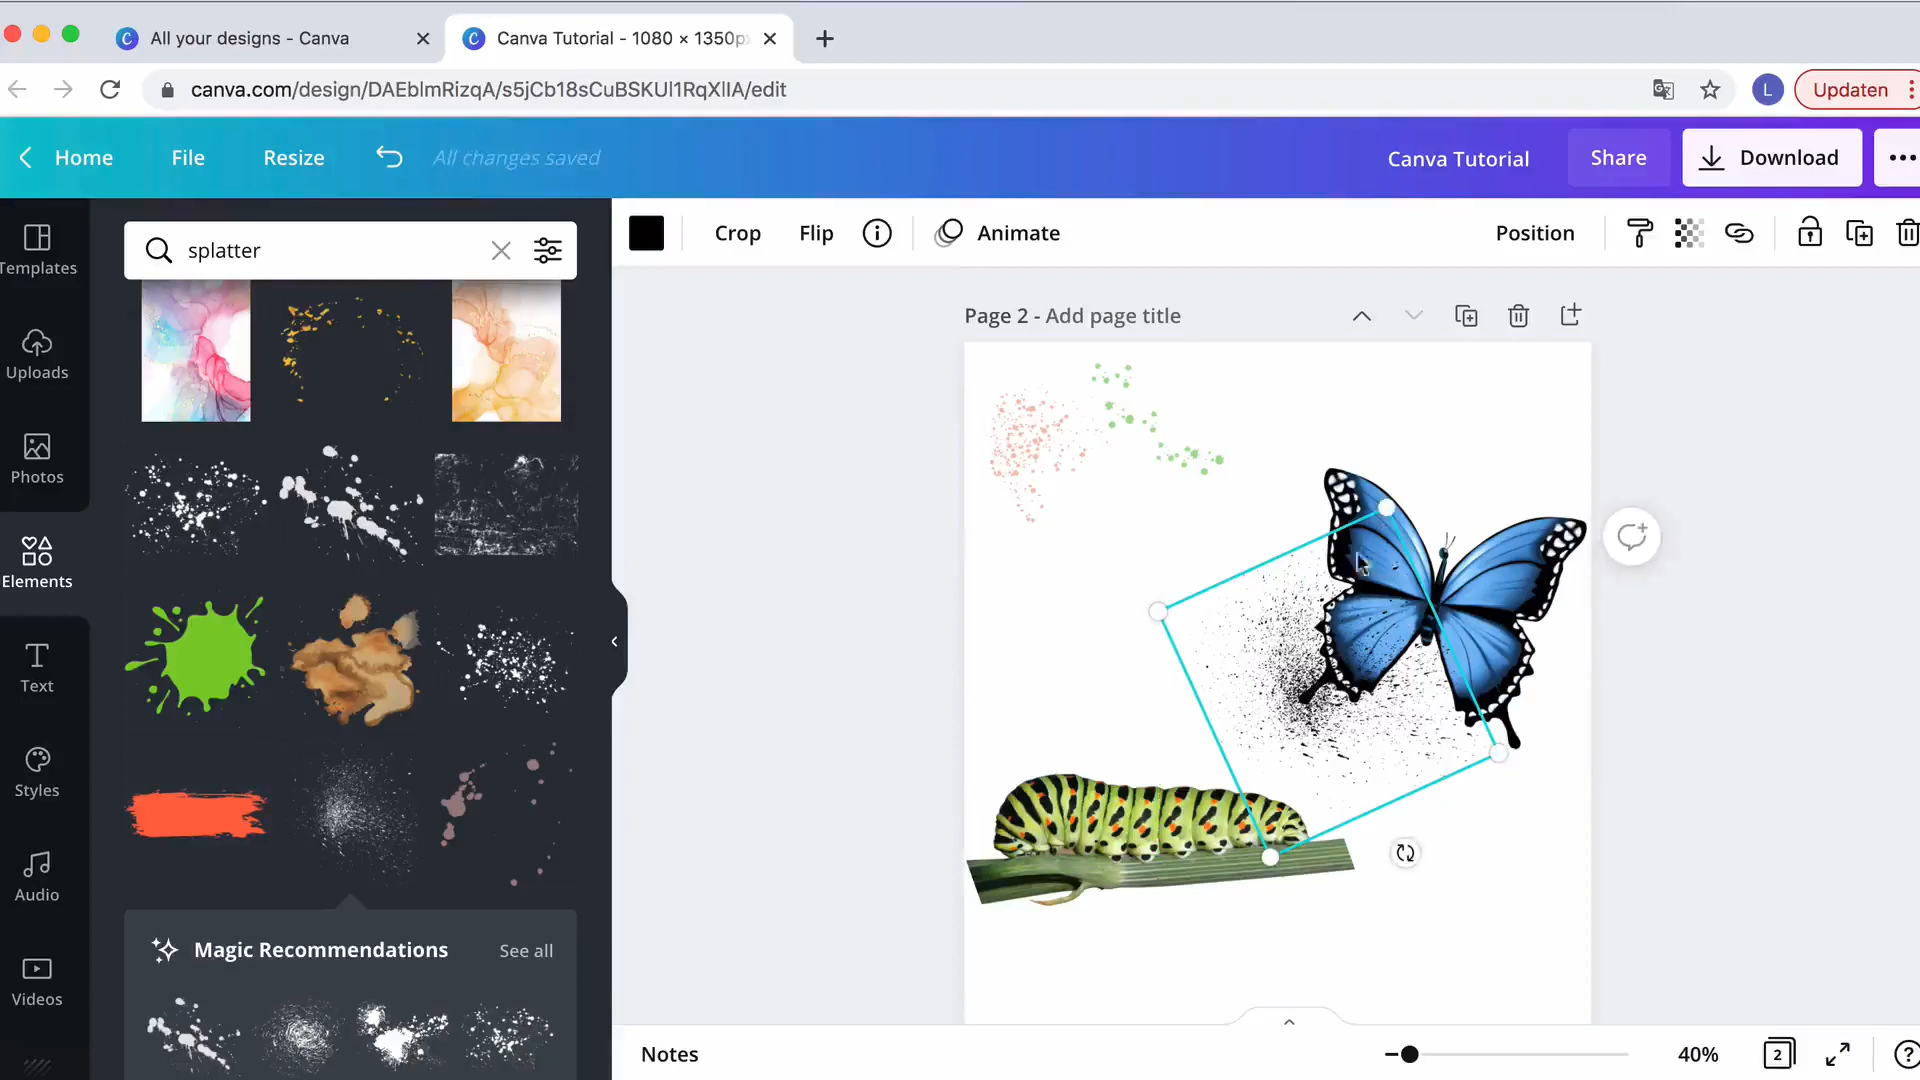 All your designs - Canva
Canva Tutorial - 1080 × 1350p
canva.com/design/DAEblmRizqA/s5jCb18sCuBSKUl1RqXlIA/edit
L
Updaten
Home
File
Resize
All changes saved
Canva Tutorial
Share
Download
splatter
Crop
Flip
Animate
Position
Templates
Uploads
Photos
Elements
Text
Styles
Audio
Videos
Page 2 - Add page title
Magic Recommendations
See all
Notes
40%
2
?